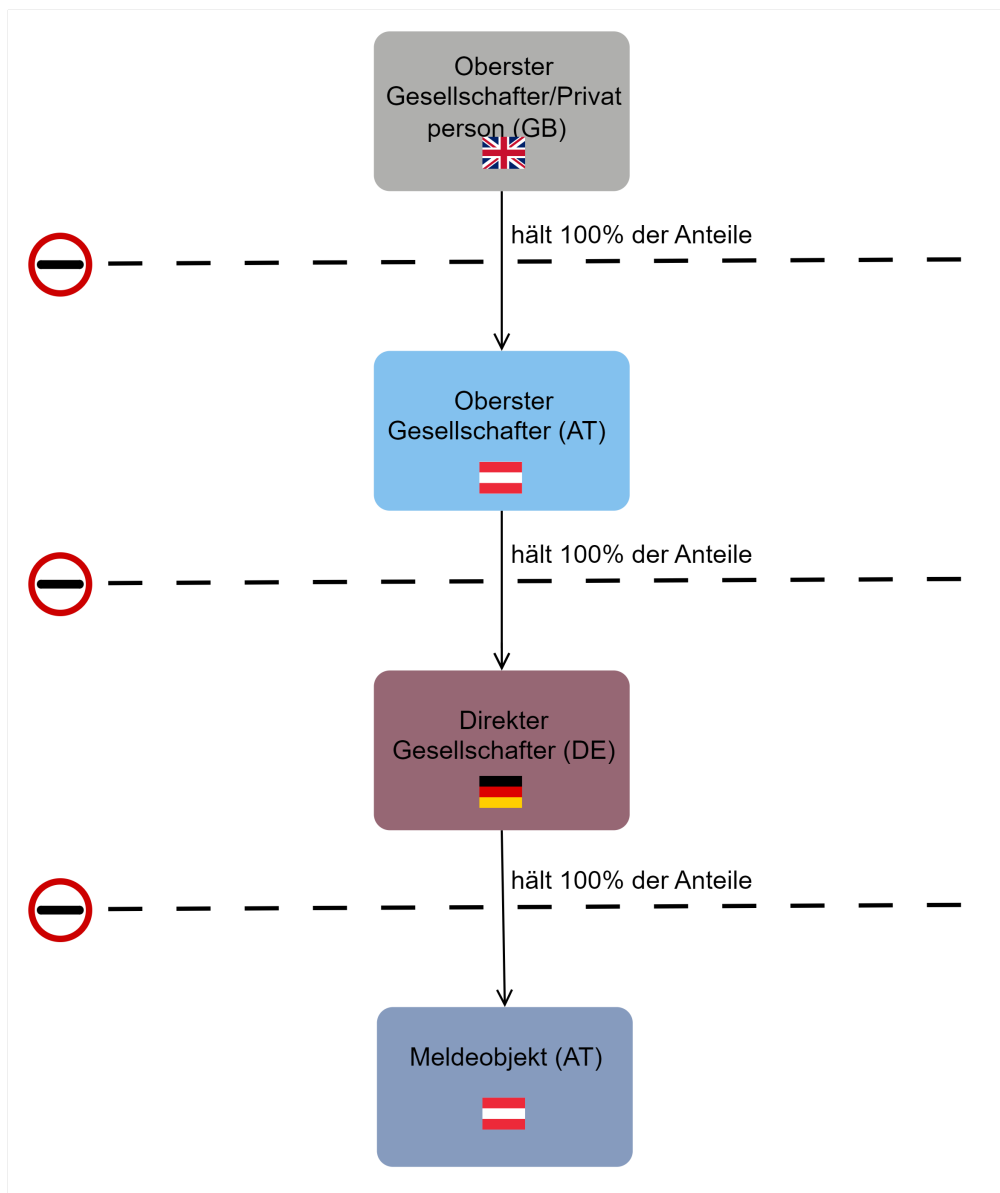 Oberster
Gesellschafter/Privat
person (GB)
hält 100% der Anteile
Oberster
Gesellschafter (AT)
hält 100% der Anteile
Direkter
Gesellschafter (DE)
hält 100% der Anteile
Meldeobjekt (AT)